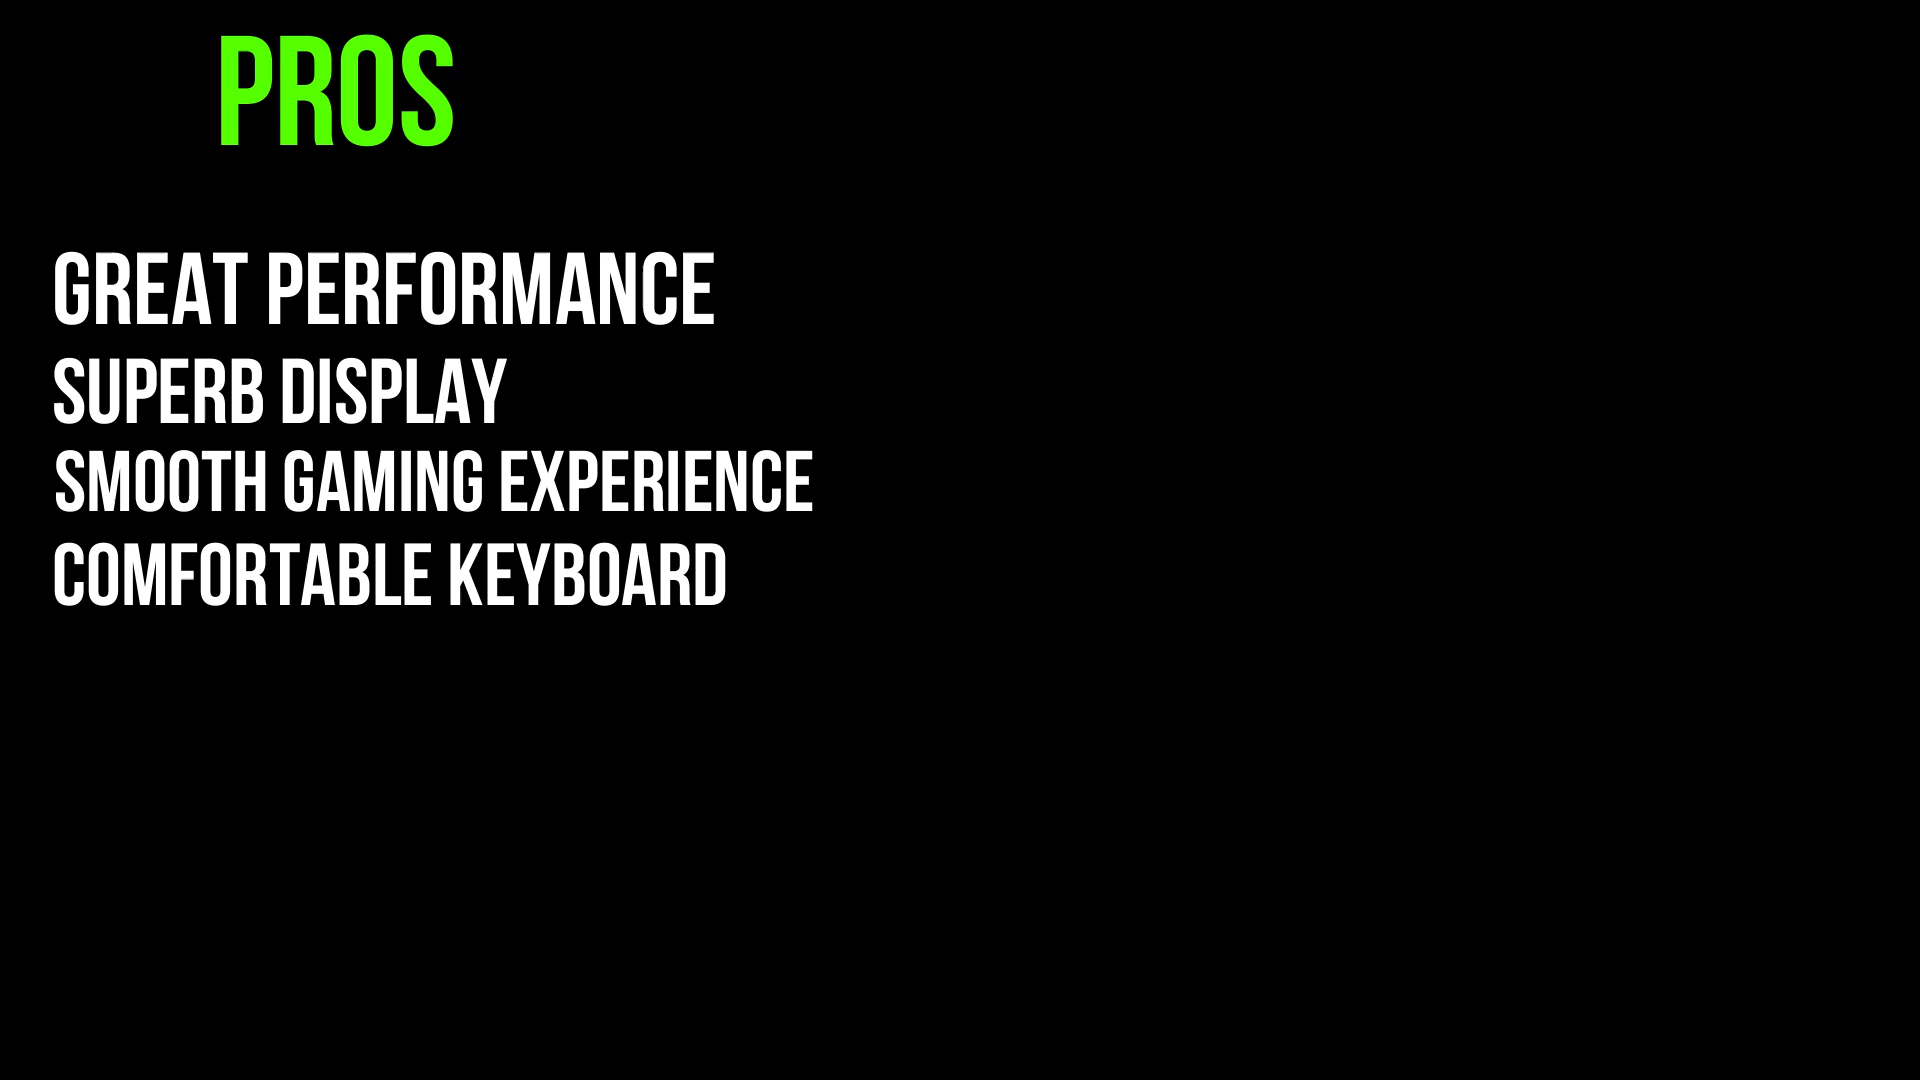 PROS
GREAT PERFORMANCE
SUPERB DISPLAY
SMOOTH GAMING EXPERIENCE
COMFORTABLE KEYBOARD